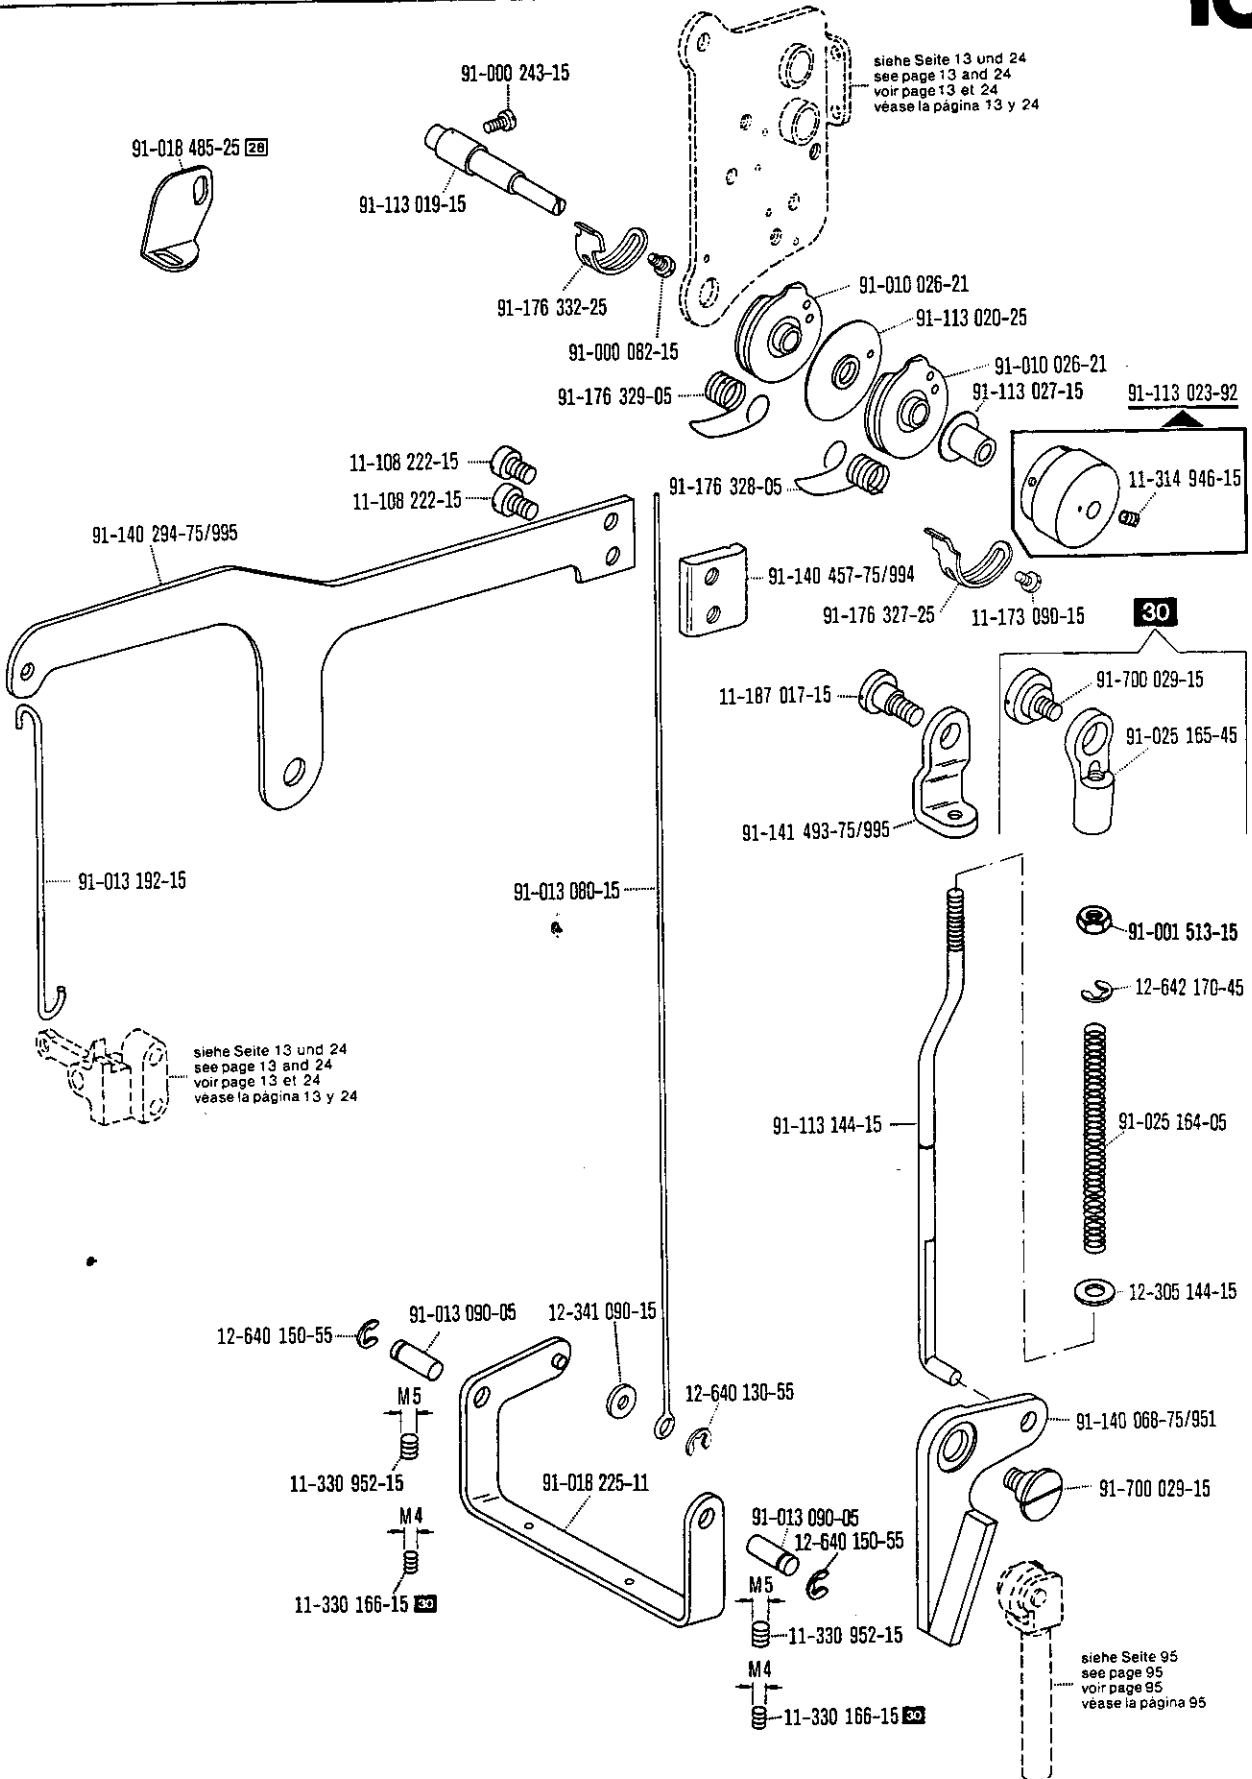 siehe Seite 13 und 24
see page 13 and 24
voir page 13 et 24
véase la página 13 y 24
91-000 243-15
91-018 485-25 28
91-113 019-15
91-176 332-25
91-000 082-15
91-010 026-21
91-113 020-25
91-010 026-21
91-113 027-15
91-113 023-92
91-176 329-05
11-108 222-15
11-108 222-15
91-176 328-05
11-314 946-15
91-140 294-75/995
91-140 457-75/994
91-176 327-25
11-173 090-15
30
11-187 017-15
91-700 029-15
91-025 165-45
91-141 493-75/995
91-013 192-15
91-013 080-15
91-001 513-15
12-642 170-45
siehe Seite 13 und 24
see page 13 and 24
voir page 13 et 24
véase la página 13 y 24
91-113 144-15
91-025 164-05
12-305 144-15
91-013 090-05
12-341 090-15
12-640 150-55
12-640 130-55
91-140 068-75/951
M5
11-330 952-15
91-018 225-11
91-700 029-15
M4
11-330 166-15 30
91-013 090-05
12-640 150-55
M5
11-330 952-15
M4
11-330 166-15 30
siehe Seite 95
see page 95
voir page 95
véase la página 95